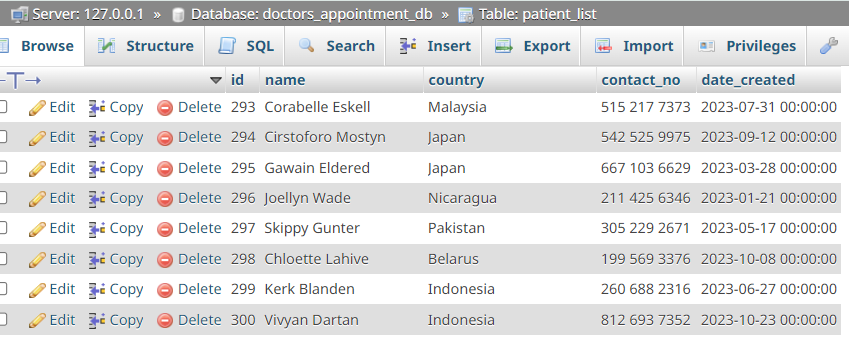 Server: 127.0.0.1 » Database: doctors_appointment_db » Table: patient_list
Browse Structure SQL Search Insert Export Import Privileges
id name country contact_no date_created
Edit Copy Delete 293 Corabelle Eskell Malaysia 515 217 7373 2023-07-31 00:00:00
Edit Copy Delete 294 Cirstoforo Mostyn Japan 542 525 9975 2023-09-12 00:00:00
Edit Copy Delete 295 Gawain Eldered Japan 667 103 6629 2023-03-28 00:00:00
Edit Copy Delete 296 Joellyn Wade Nicaragua 211 425 6346 2023-01-21 00:00:00
Edit Copy Delete 297 Skippy Gunter Pakistan 305 229 2671 2023-05-17 00:00:00
Edit Copy Delete 298 Chloette Lahive Belarus 199 569 3376 2023-10-08 00:00:00
Edit Copy Delete 299 Kerk Blanden Indonesia 260 688 2316 2023-06-27 00:00:00
Edit Copy Delete 300 Vivyan Dartan Indonesia 812 693 7352 2023-10-23 00:00:00